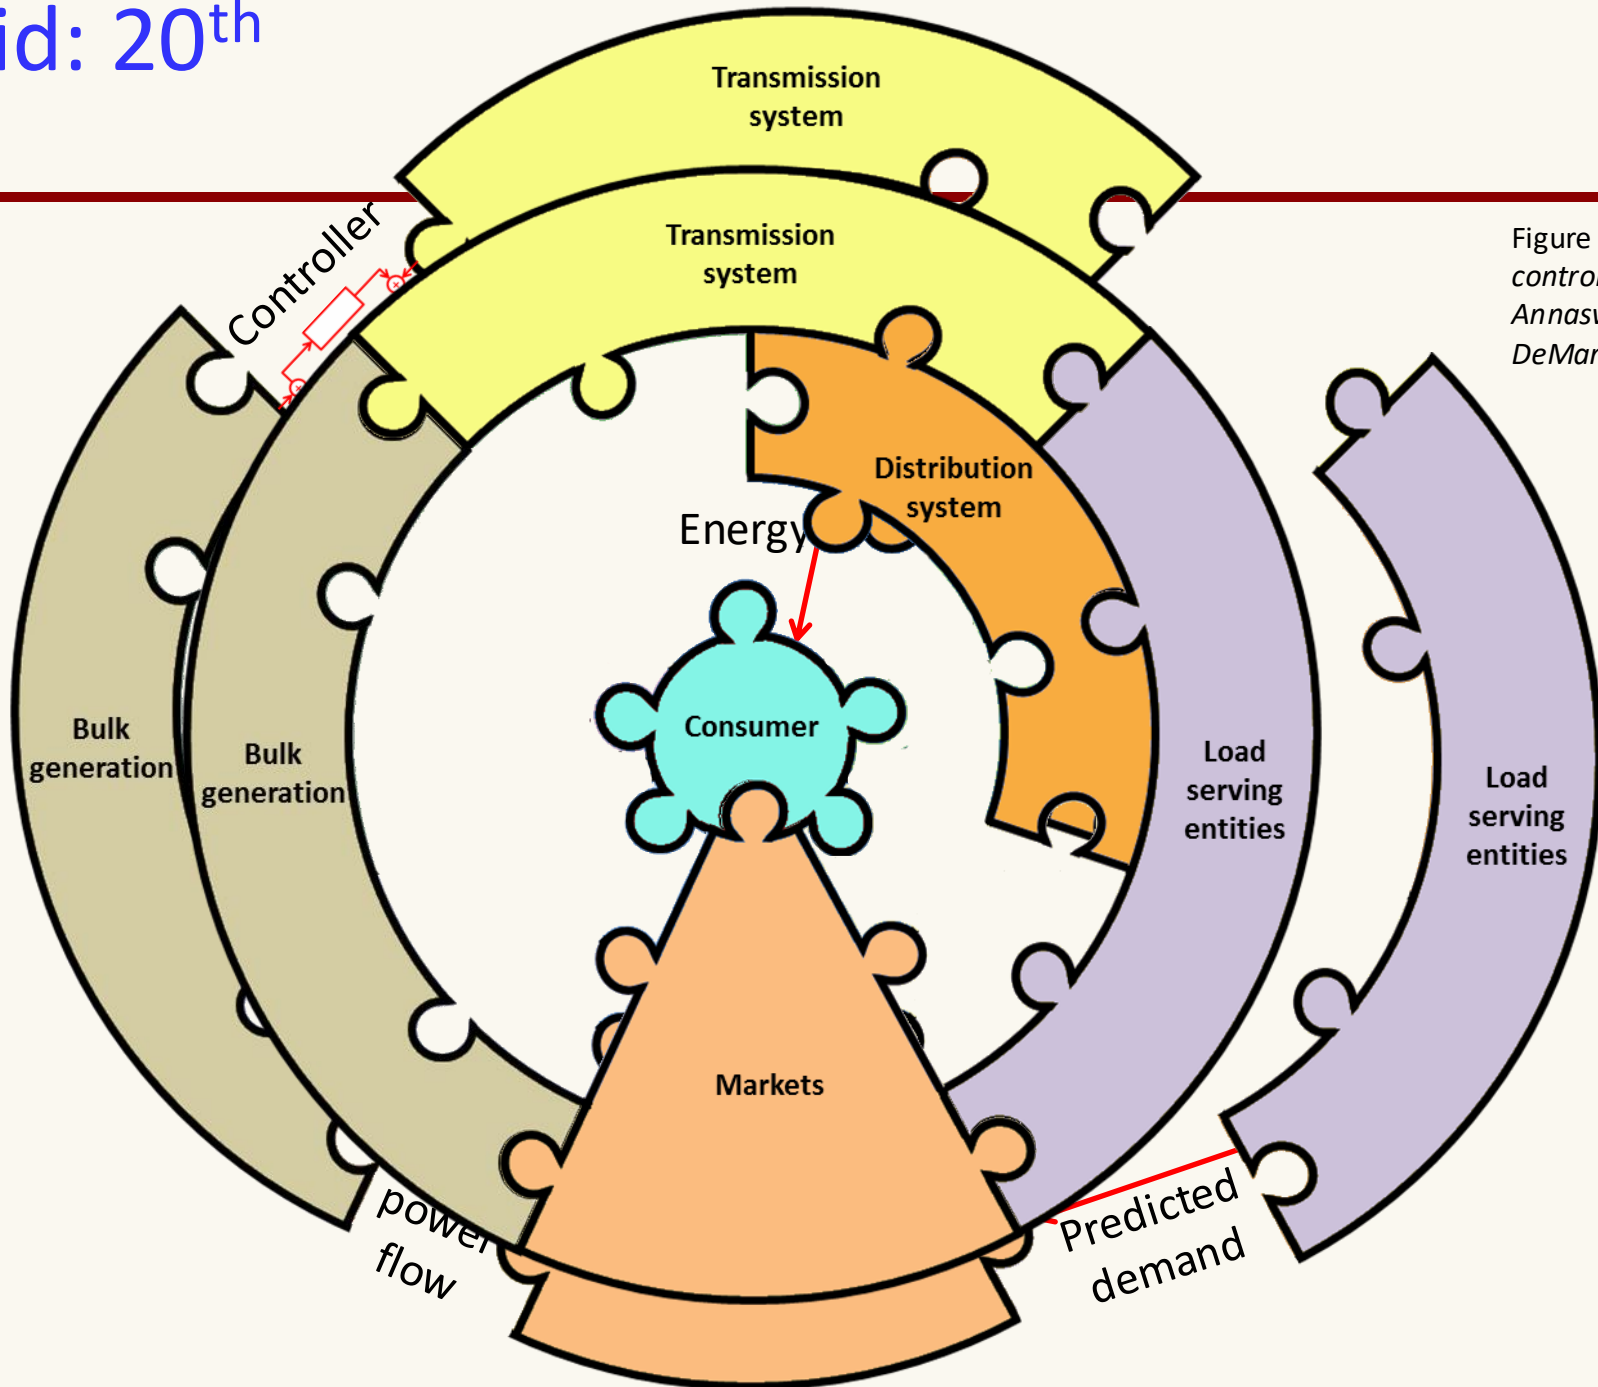 id: 20th
Transmission
system
Transmission
system
Controller
Figure
Distribution
system
Energy
Consumer
Bulk
generation
Bulk
generation
Load
serving
entities
Load
serving
entities
Markets
power
flow
Predicted
demand